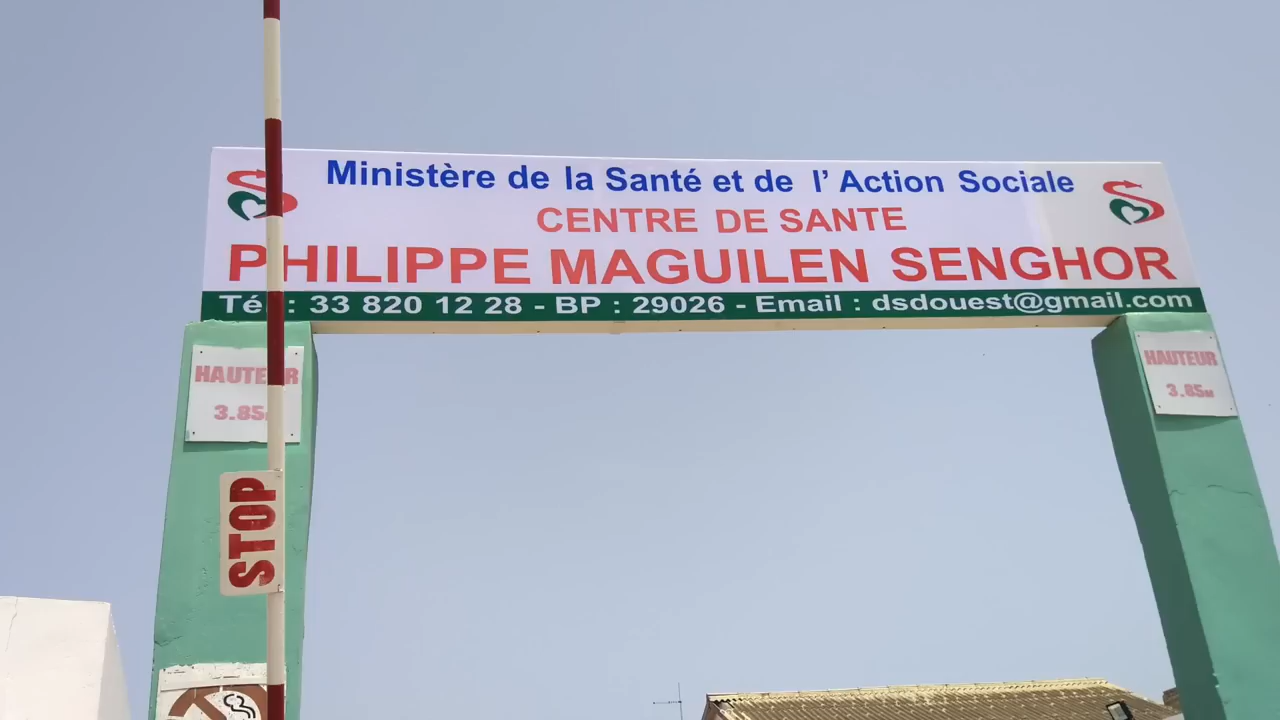 Ministère de la Santé et de l' Action Sociale
CENTRE DE SANTE
PHILIPPE MAGUILEN SENGHOR
Tél : 33 820 12 28 - BP : 29026 - Email : dsdouest@gmail.com
HAUTEUR
3.85M
HAUTEUR
3.85M
STOP